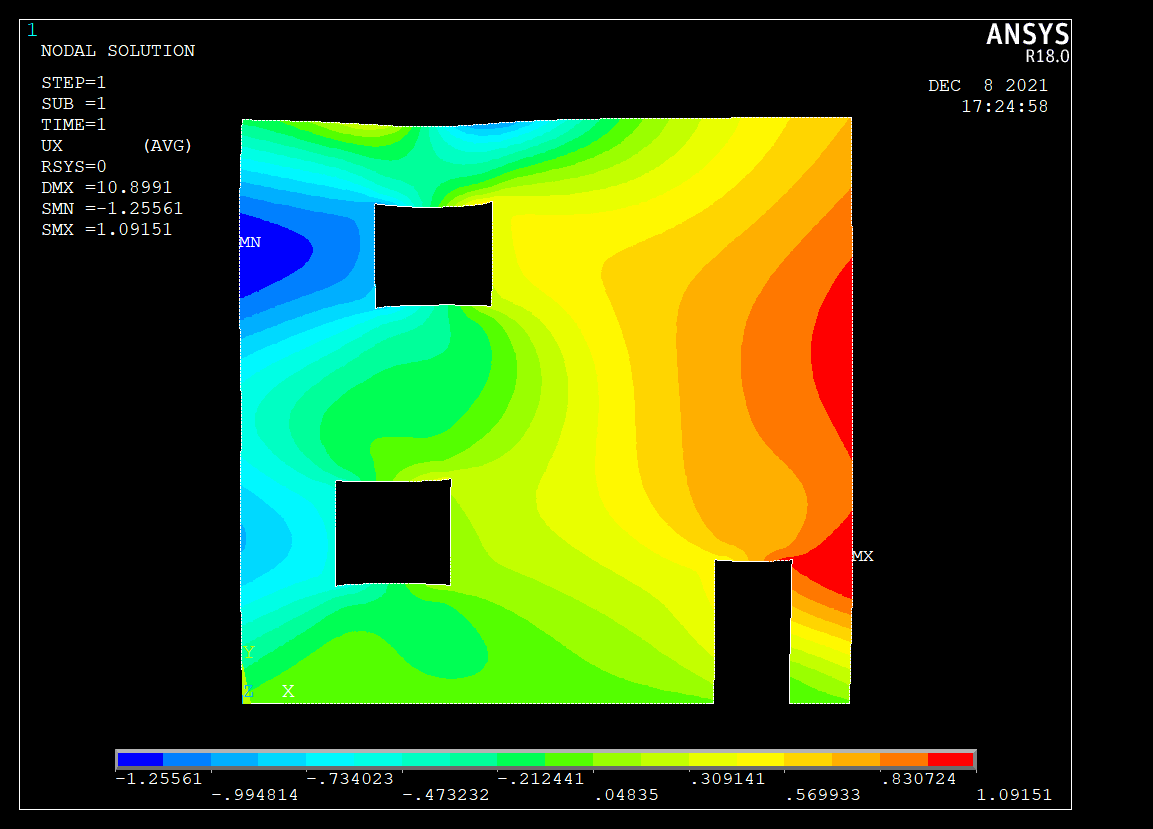 1
ANSYS
R18.0
NODAL SOLUTION
STEP=1
SUB =1
TIME=1
UX (AVG)
RSYS=0
DMX =10.8991
SMN =-1.25561
SMX =1.09151
DEC 8 2021
17:24:58
MN
MX
Y
Z X
-1.25561 -.734023 -.212441 .309141 .830724
-.994814 -.473232 .04835 .569933 1.09151